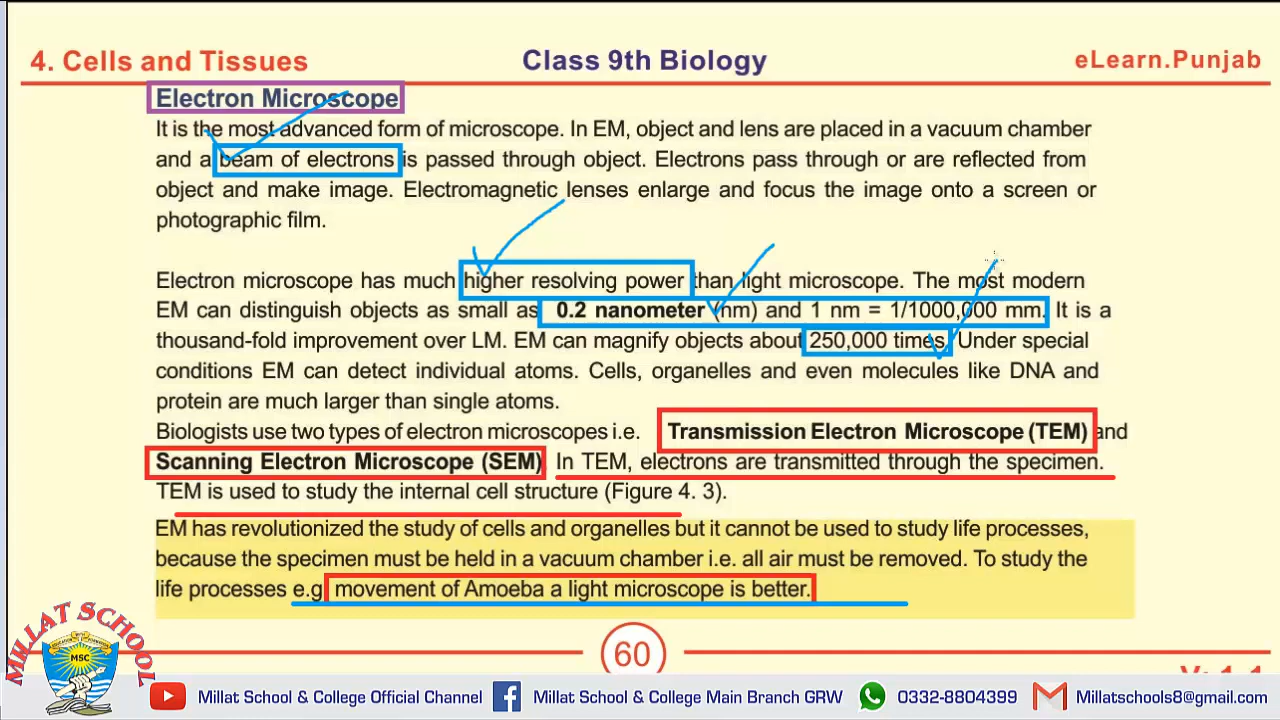 4. Cells and Tissues Class 9th Biology eLearn.Punjab
Electron Microscope
It is the most advanced form of microscope. In EM, object and lens are placed in a vacuum chamber
and a beam of electrons is passed through object. Electrons pass through or are reflected from
object and make image. Electromagnetic lenses enlarge and focus the image onto a screen or
photographic film.
Electron microscope has much higher resolving power than light microscope. The most modern
EM can distinguish objects as small as 0.2 nanometer (nm) and 1 nm = 1/1000,000 mm. It is a
thousand-fold improvement over LM. EM can magnify objects about 250,000 times. Under special
conditions EM can detect individual atoms. Cells, organelles and even molecules like DNA and
protein are much larger than single atoms.
Biologists use two types of electron microscopes i.e. Transmission Electron Microscope (TEM) and
Scanning Electron Microscope (SEM). In TEM, electrons are transmitted through the specimen.
TEM is used to study the internal cell structure (Figure 4. 3).
EM has revolutionized the study of cells and organelles but it cannot be used to study life processes,
because the specimen must be held in a vacuum chamber i.e. all air must be removed. To study the
life processes e.g movement of Amoeba a light microscope is better.
60
MILLAT SCHOOL
MSC
Millat School & College Official Channel Millat School & College Main Branch GRW 0332-8804399 Millatschools8@gmail.com